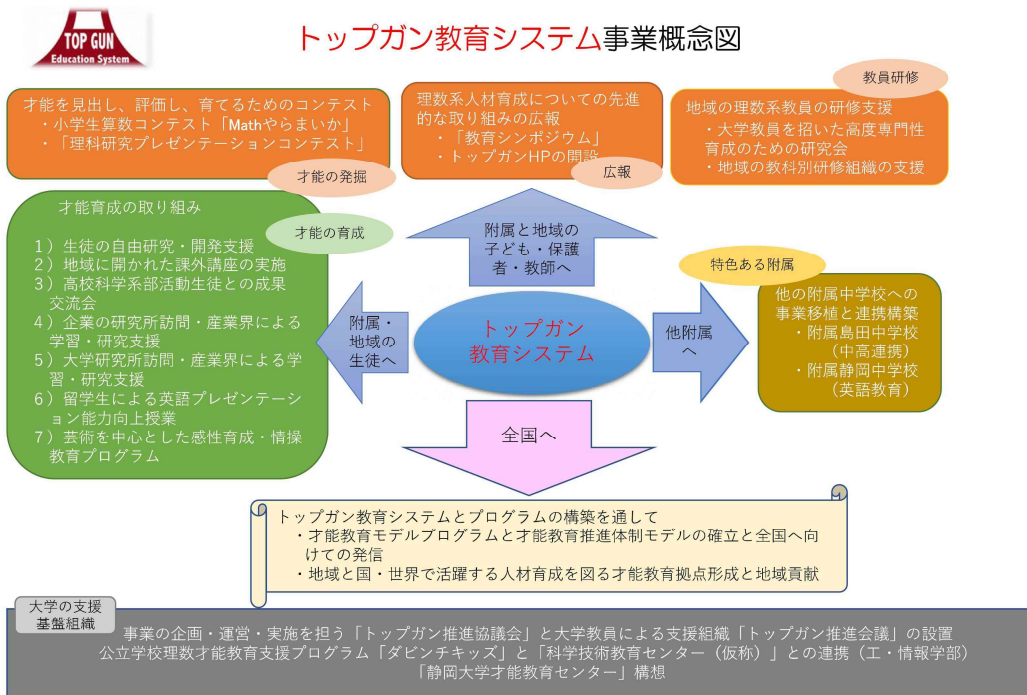 TOP GUN
Education System
トップガン教育システム事業概念図
才能を見出し、評価し、育てるためのコンテスト
・小学生算数コンテスト「Mathやらまいか」
・「理科研究プレゼンテーションコンテスト」
才能の発掘
理数系人材育成についての先進
的な取り組みの広報
・「教育シンポジウム」
・トップガンHPの開設
広報
教員研修
地域の理数系教員の研修支援
・大学教員を招いた高度専門性
育成のための研究会
・地域の教科別研修組織の支援
才能育成の取り組み
才能の育成
1）生徒の自由研究・開発支援
2）地域に開かれた課外講座の実施
3）高校科学系部活動生徒との成果
交流会
4）企業の研究所訪問・産業界による
学習・研究支援
5）大学研究所訪問・産業界による学
習・研究支援
6）留学生による英語プレゼンテーシ
ョン能力向上授業
7）芸術を中心とした感性育成・情操
教育プログラム
附属と地域の
子ども・保護
者・教師へ
附属・
地域の
生徒へ
トップガン
教育システム
他附属
へ
特色ある附属
他の附属中学校への
事業移植と連携構築
・附属島田中学校
（中高連携）
・附属静岡中学校
（英語教育）
全国へ
トップガン教育システムとプログラムの構築を通して
・才能教育モデルプログラムと才能教育推進体制モデルの確立と全国へ向
けての発信
・地域と国・世界で活躍する人材育成を図る才能教育拠点形成と地域貢献
大学の支援
基盤組織
事業の企画・運営・実施を担う「トップガン推進協議会」と大学教員による支援組織「トップガン推進会議」の設置
公立学校理数才能教育支援プログラム「ダビンチキッズ」と「科学技術教育センター（仮称）」との連携（工・情報学部）
「静岡大学才能教育センター」構想